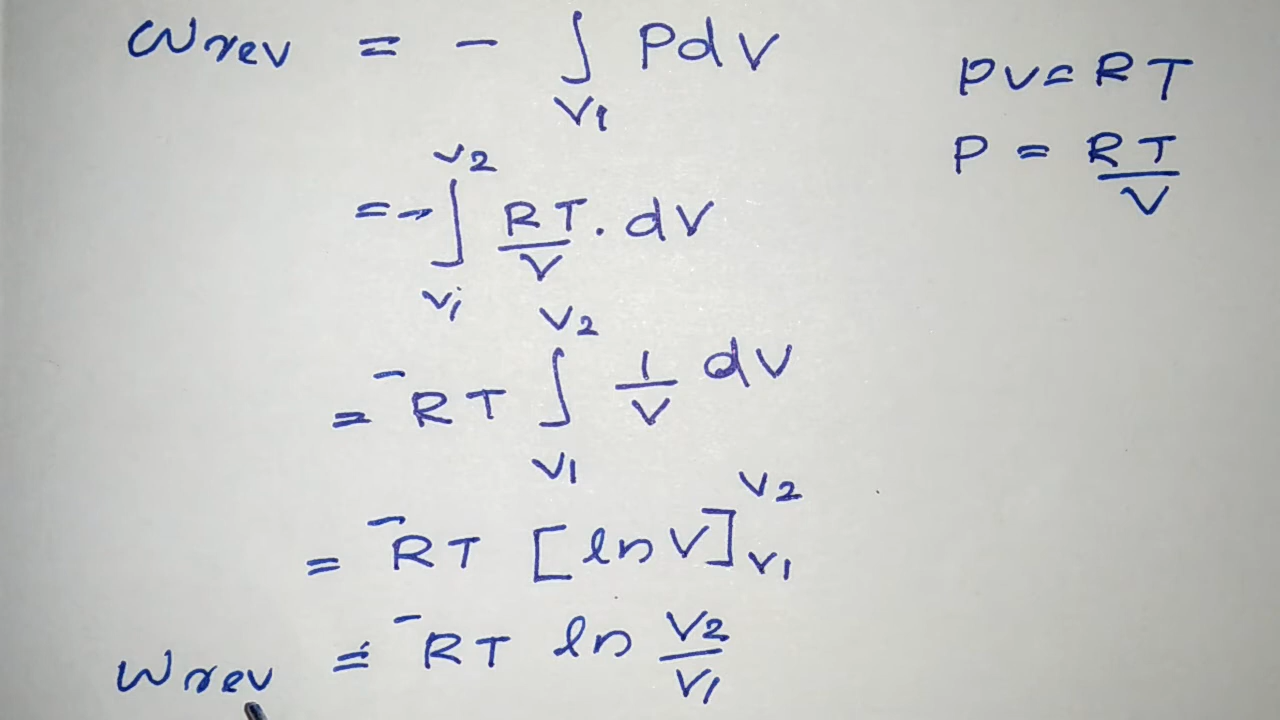 Wrev = - ∫_{V1} PdV
PV = RT
P = RT/V
= - ∫_{V1}^{V2} RT/V . dV
= -RT ∫_{V1}^{V2} 1/V dV
= -RT [ln V]_{V1}^{V2}
Wrev = -RT ln V2/V1